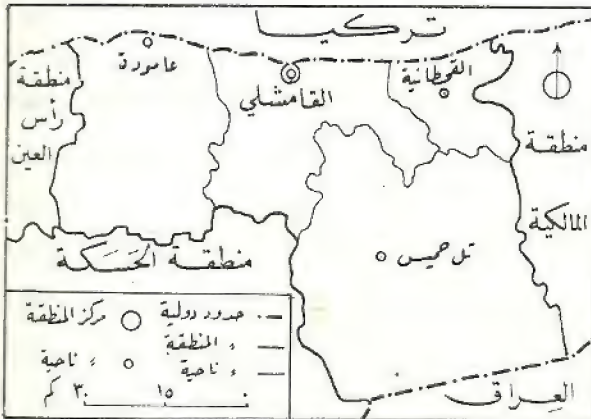 تركيا
عامودة
القحطانية
القامشلي
منطقة
رأس
العين
منطقة
المالكية
منطقة الحسكة
تل حميس
العراق
حدود دولية
مركز المنطقة
؞ المنطقة
؞ ناحية
؞ ناحية
٠ ١٥ ٣٠ كم